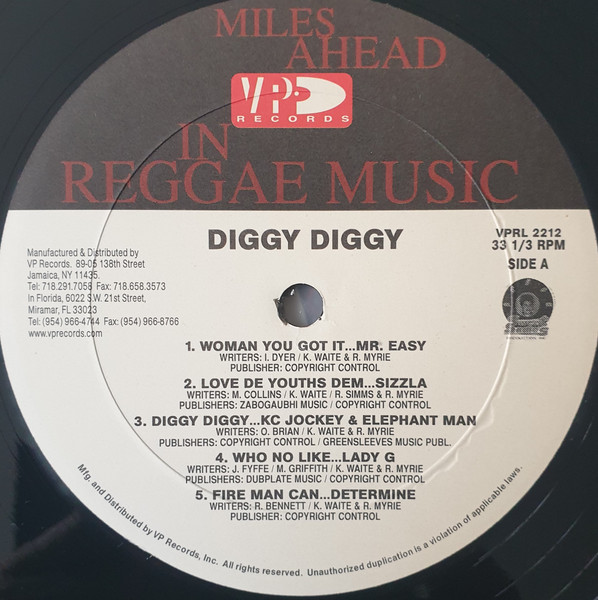 MILES
AHEAD
VP
RECORDS
IN
REGGAE MUSIC
DIGGY DIGGY
VPRL 2212
33 1/3 RPM
SIDE A
Manufactured & Distributed by
VP Records. 89-05 138th Street
Jamaica, NY 11435.
Tel: 718.291.7058 Fax: 718.658.3573
In Florida, 6022 S.W. 21st Street,
Miramar, FL 33023
Tel: (954) 966-4744 Fax: (954) 966-8766
www.vprecords.com
1. WOMAN YOU GOT IT...MR. EASY
WRITERS: I. DYER / K. WAITE & R. MYRIE
PUBLISHER: COPYRIGHT CONTROL
2. LOVE DE YOUTHS DEM...SIZZLA
WRITERS: M. COLLINS / K. WAITE / R. SIMMS & R. MYRIE
PUBLISHERS: ZABOGAUBHI MUSIC / COPYRIGHT CONTROL
3. DIGGY DIGGY...KC JOCKEY & ELEPHANT MAN
WRITERS: O. BRIAN / K. WAITE & R. MYRIE
PUBLISHERS: COPYRIGHT CONTROL / GREENSLEEVES MUSIC PUBL.
4. WHO NO LIKE...LADY G
WRITERS: J. FYFFE / M. GRIFFITH / K. WAITE & R. MYRIE
PUBLISHERS: DUBPLATE MUSIC / COPYRIGHT CONTROL
5. FIRE MAN CAN...DETERMINE
WRITERS: R. BENNETT / K. WAITE & R. MYRIE
PUBLISHER: COPYRIGHT CONTROL
Mfg. and Distributed by VP Records, Inc. All rights reserved. Unauthorized duplication is a violation of applicable laws.